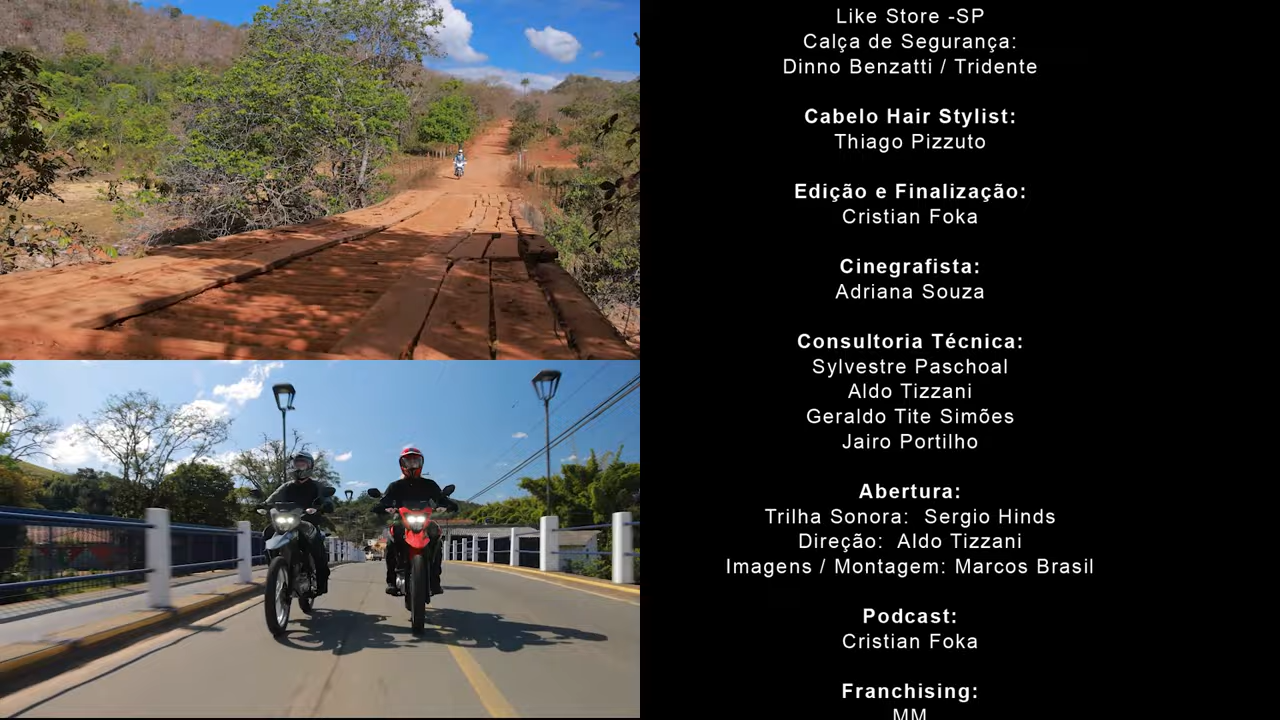 Like Store -SP
Calça de Segurança:
Dinno Benzatti / Tridente
Cabelo Hair Stylist:
Thiago Pizzuto
Edição e Finalização:
Cristian Foka
Cinegrafista:
Adriana Souza
Consultoria Técnica:
Sylvestre Paschoal
Aldo Tizzani
Geraldo Tite Simões
Jairo Portilho
Abertura:
Trilha Sonora:  Sergio Hinds
Direção:  Aldo Tizzani
Imagens / Montagem: Marcos Brasil
Podcast:
Cristian Foka
Franchising:
MM